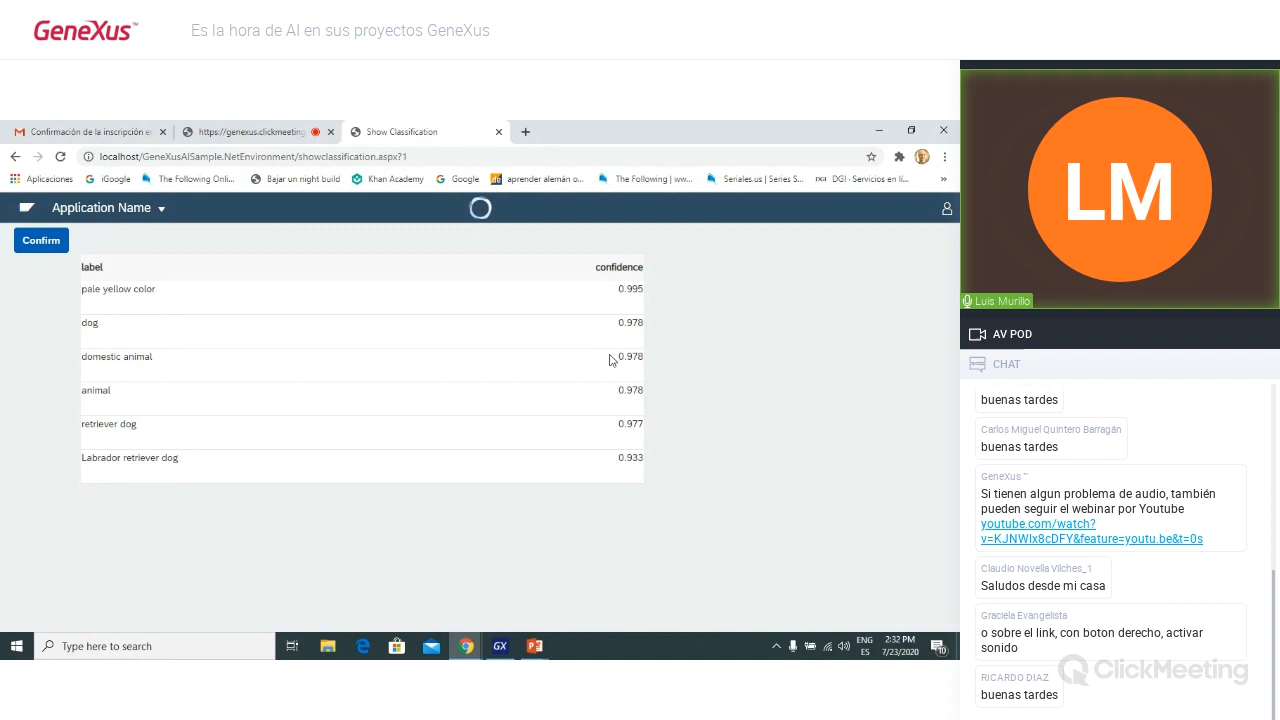 GeneXus™
Es la hora de AI en sus proyectos GeneXus
Confirmación de la inscripción e
https://genexus.clickmeeting
Show Classification
localhost/GeneXusAISample.NetEnvironment/showclassification.aspx?1
Aplicaciones
iGoogle
The Following Onli...
Bajar un night build
Khan Academy
Google
aprender alemán o...
The Following | ww...
Seriales.us | Series S...
DGI - Servicios en lí...
»
Application Name
Confirm
label confidence
pale yellow color 0.995
dog 0.978
domestic animal 0.978
animal 0.978
retriever dog 0.977
Labrador retriever dog 0.933
Type here to search
GX
ENG
ES
2:32 PM
7/23/2020
10
LM
Luis Murillo
AV POD
CHAT
buenas tardes
Carlos Miguel Quintero Barragán
buenas tardes
GeneXus ™
Si tienen algun problema de audio, también
pueden seguir el webinar por Youtube
youtube.com/watch?
v=KJNWIx8cDFY&feature=youtu.be&t=0s
Claudio Novella Vilches_1
Saludos desde mi casa
Graciela Evangelista
o sobre el link, con boton derecho, activar
sonido
RICARDO DIAZ
buenas tardes
ClickMeeting